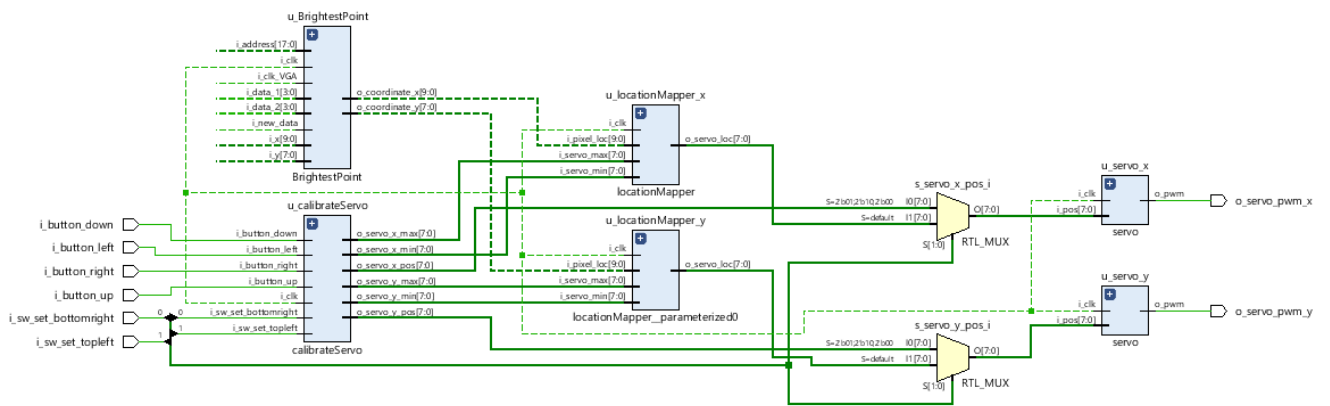 u_BrightestPoint
i_address[17:0]
i_clk
i_clk_VGA
i_data_1[3:0]
i_data_2[3:0]
i_new_data
i_x[9:0]
i_y[7:0]
o_coordinate_x[9:0]
o_coordinate_y[7:0]
BrightestPoint
u_locationMapper_x
i_clk
i_pixel_loc[9:0]
i_servo_max[7:0]
i_servo_min[7:0]
o_servo_loc[7:0]
locationMapper
i_button_down
i_button_left
i_button_right
i_button_up
i_sw_set_bottomright
i_sw_set_topleft
0
0
1
1
u_calibrateServo
i_button_down
i_button_left
i_button_right
i_button_up
i_clk
i_sw_set_bottomright
i_sw_set_topleft
o_servo_x_max[7:0]
o_servo_x_min[7:0]
o_servo_x_pos[7:0]
o_servo_y_max[7:0]
o_servo_y_min[7:0]
o_servo_y_pos[7:0]
calibrateServo
u_locationMapper_y
i_clk
i_pixel_loc[9:0]
i_servo_max[7:0]
i_servo_min[7:0]
o_servo_loc[7:0]
locationMapper__parameterized0
s_servo_x_pos_i
S=2'b01,2'b10,2'b00
I0[7:0]
S=default
I1[7:0]
S[1:0]
O[7:0]
RTL_MUX
u_servo_x
i_clk
i_pos[7:0]
o_pwm
servo
o_servo_pwm_x
s_servo_y_pos_i
S=2'b01,2'b10,2'b00
I0[7:0]
S=default
I1[7:0]
S[1:0]
O[7:0]
RTL_MUX
u_servo_y
i_clk
i_pos[7:0]
o_pwm
servo
o_servo_pwm_y